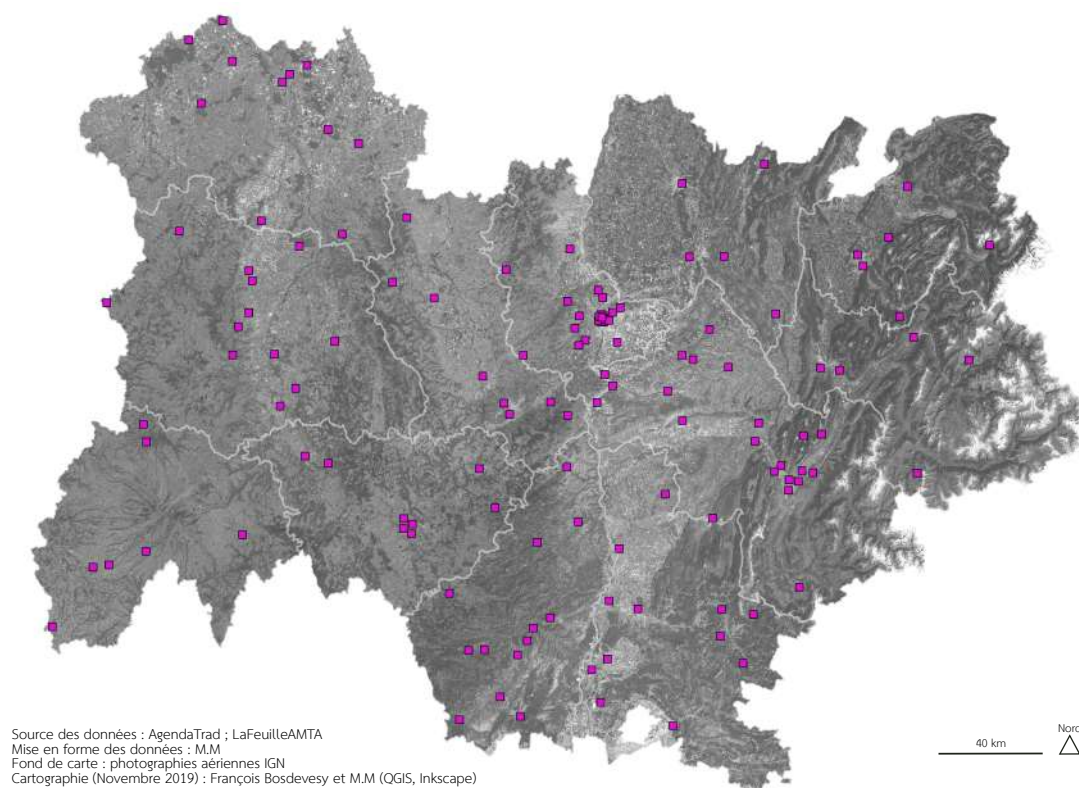 Source des données : AgendaTrad ; LaFeuilleAMTA
Mise en forme des données : M.M
Fond de carte : photographies aériennes IGN
Cartographie (Novembre 2019) : François Bosdevesy et M.M (QGIS, Inkscape)
40 km
Nord